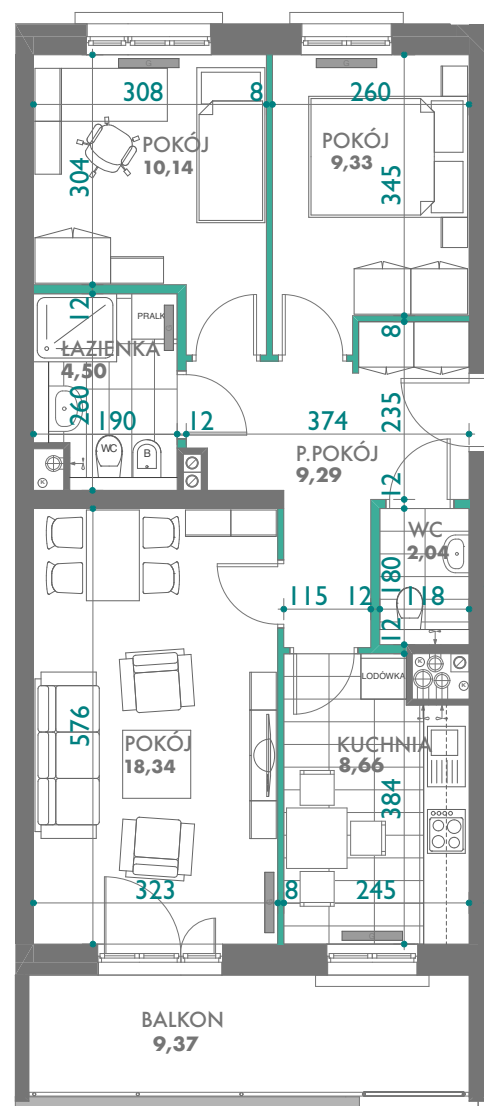 308
8
260
POKÓJ
10,14
POKÓJ
9,33
304
345
12
PRALK
8
ŁAZIENKA
4,50
260
235
190
12
374
P.POKÓJ
9,29
WC
B
K
12
WC
2,04
180
115
12
118
12
K
K
LODÓWKA
576
POKÓJ
18,34
KUCHNIA
8,66
384
323
8
245
BALKON
9,37